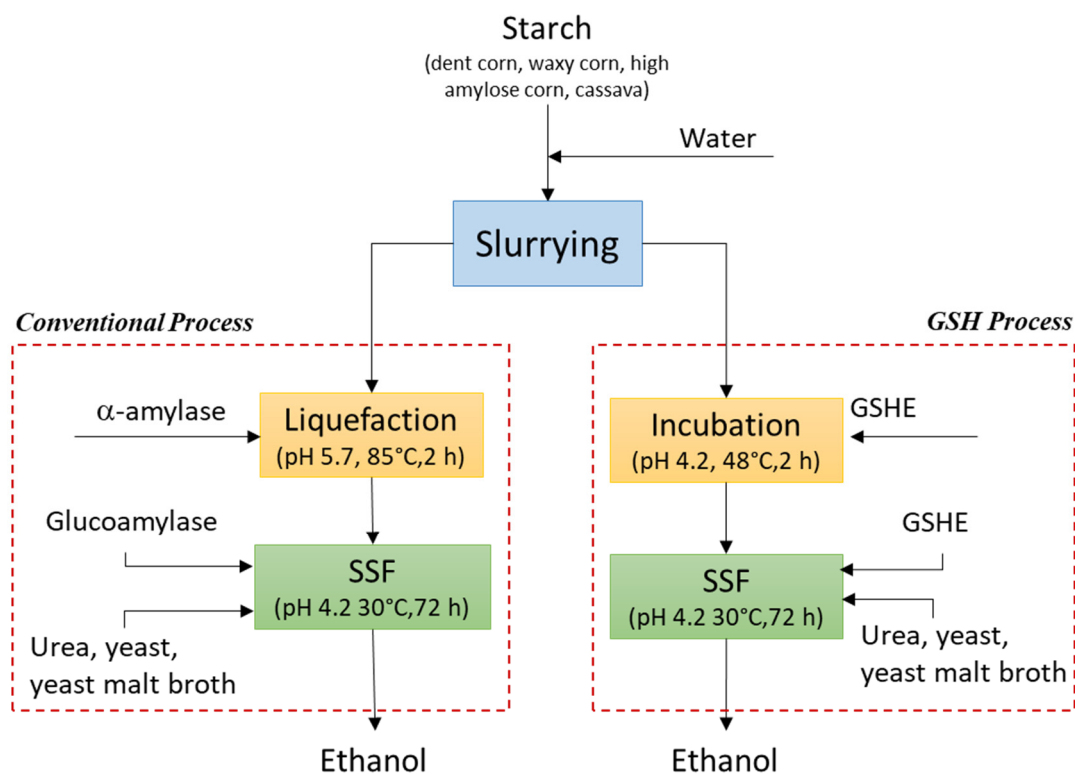 Starch
(dent corn, waxy corn, high
amylose corn, cassava)
Water
Slurrying
Conventional Process
GSH Process
α-amylase
Liquefaction
(pH 5.7, 85°C,2 h)
Incubation
(pH 4.2, 48°C,2 h)
GSHE
Glucoamylase
SSF
(pH 4.2 30°C,72 h)
Urea, yeast,
yeast malt broth
SSF
(pH 4.2 30°C,72 h)
GSHE
Urea, yeast,
yeast malt broth
Ethanol
Ethanol